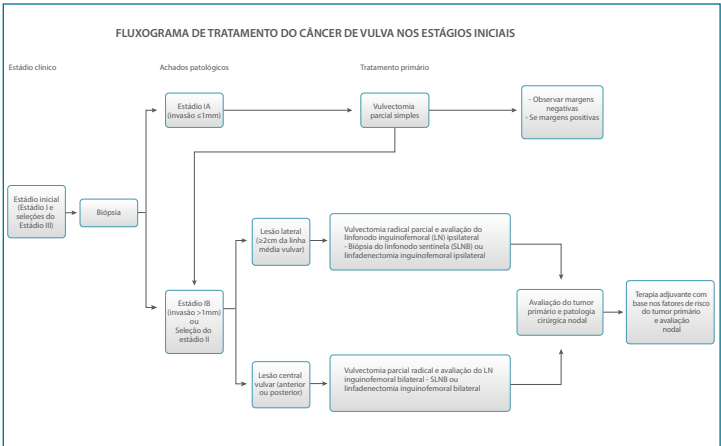 FLUXOGRAMA DE TRATAMENTO DO CÂNCER DE VULVA NOS ESTÁGIOS INICIAIS
Estádio clínico
Achados patológicos
Tratamento primário
Estádio inicial
(Estádio I e
seleções do
Estádio III)
Biópsia
Estádio IA
(invasão ≤1mm)
Vulvectomia
parcial simples
- Observar margens
negativas
- Se margens positivas
Estádio IB
(invasão >1mm)
ou
Seleção do
estádio II
Lesão lateral
(≥2cm da linha
média vulvar)
Vulvectomia radical parcial e avaliação do
linfonodo inguinofemoral (LN) ipsilateral
- Biópsia do linfonodo sentinela (SLNB) ou
linfadenectomia inguinofemoral ipsilateral
Lesão central
vulvar (anterior
ou posterior)
Vulvectomia parcial radical e avaliação do LN
inguinofemoral bilateral - SLNB ou
linfadenectomia inguinofemoral bilateral
Avaliação do tumor
primário e patologia
cirúrgica nodal
Terapia adjuvante com
base nos fatores de risco
do tumor primário
e avaliação
nodal